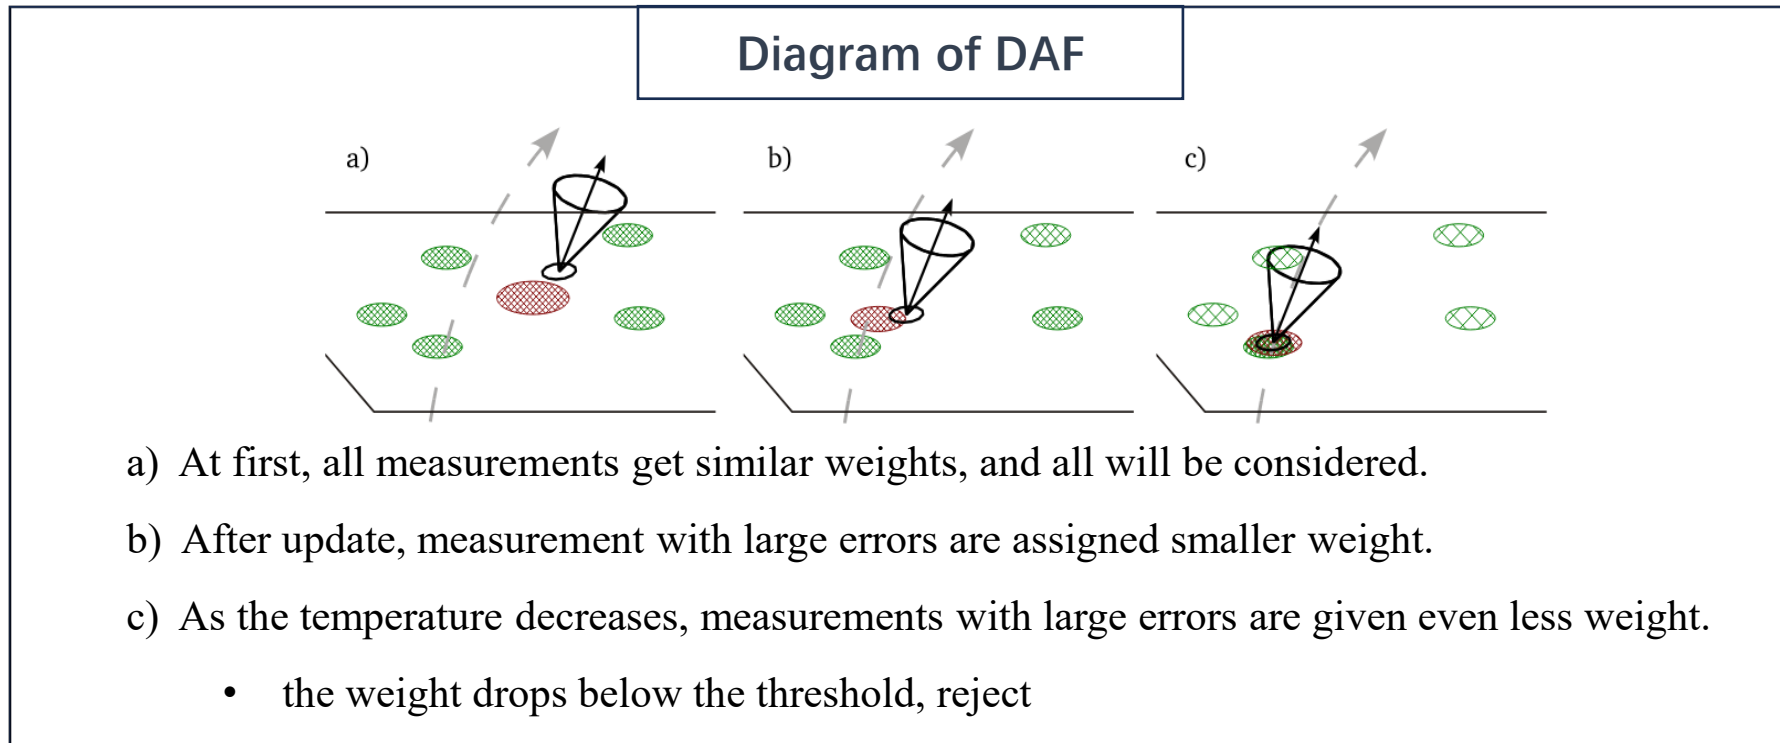 Diagram of DAF
a) b) c)
a) At first, all measurements get similar weights, and all will be considered.
b) After update, measurement with large errors are assigned smaller weight.
c) As the temperature decreases, measurements with large errors are given even less weight.
• the weight drops below the threshold, reject